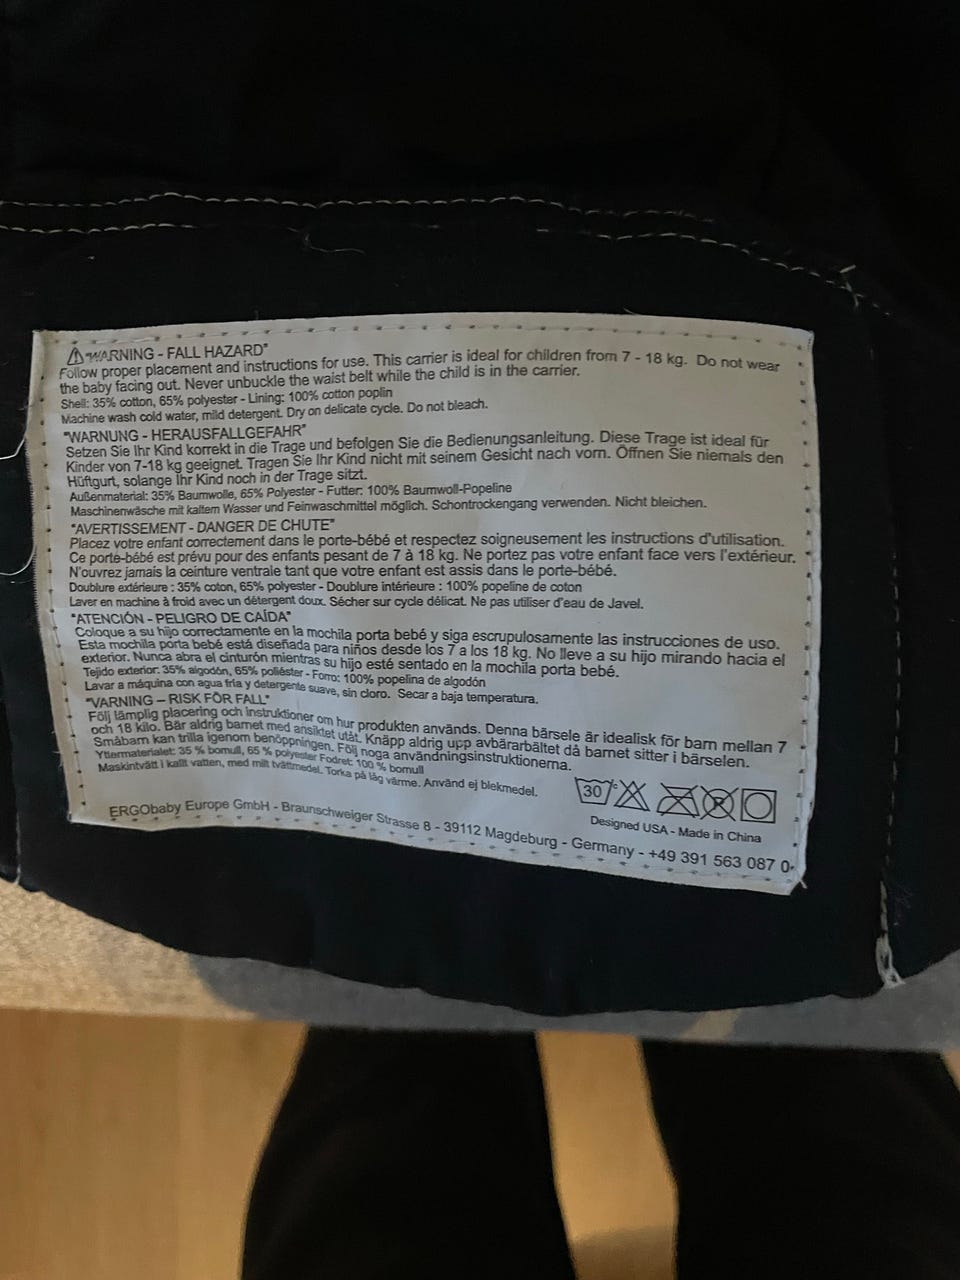 ⚠"WARNING - FALL HAZARD"
Follow proper placement and instructions for use. This carrier is ideal for children from 7 - 18 kg. Do not wear
the baby facing out. Never unbuckle the waist belt while the child is in the carrier.
Shell: 35% cotton, 65% polyester - Lining: 100% cotton poplin
Machine wash cold water, mild detergent. Dry on delicate cycle. Do not bleach.
"WARNUNG - HERAUSFALLGEFAHR"
Setzen Sie Ihr Kind korrekt in die Trage und befolgen Sie die Bedienungsanleitung. Diese Trage ist ideal für
Kinder von 7-18 kg geeignet. Tragen Sie Ihr Kind nicht mit seinem Gesicht nach vorn. Öffnen Sie niemals den
Hüftgurt, solange Ihr Kind noch in der Trage sitzt.
Außenmaterial: 35% Baumwolle, 65% Polyester - Futter: 100% Baumwoll-Popeline
Maschinenwäsche mit kaltem Wasser und Feinwaschmittel möglich. Schontrockengang verwenden. Nicht bleichen.
"AVERTISSEMENT - DANGER DE CHUTE"
Placez votre enfant correctement dans le porte-bébé et respectez soigneusement les instructions d'utilisation.
Ce porte-bébé est prévu pour des enfants pesant de 7 à 18 kg. Ne portez pas votre enfant face vers l'extérieur.
N'ouvrez jamais la ceinture ventrale tant que votre enfant est assis dans le porte-bébé.
Doublure extérieure : 35% coton, 65% polyester - Doublure intérieure : 100% popeline de coton
Laver en machine à froid avec un détergent doux. Sécher sur cycle délicat. Ne pas utiliser d'eau de Javel.
"ATENCIÓN - PELIGRO DE CAÍDA"
Coloque a su hijo correctamente en la mochila porta bebé y siga escrupulosamente las instrucciones de uso.
Esta mochila porta bebé está diseñada para niños desde los 7 a los 18 kg. No lleve a su hijo mirando hacia el
exterior. Nunca abra el cinturón mientras su hijo esté sentado en la mochila porta bebé.
Tejido exterior: 35% algodón, 65% poliéster - Forro: 100% popelina de algodón
Lavar a máquina con agua fría y detergente suave, sin cloro. Secar a baja temperatura.
"VARNING – RISK FÖR FALL"
Följ lämplig placering och instruktioner om hur produkten används. Denna bärsele är idealisk för barn mellan 7
och 18 kilo. Bär aldrig barnet med ansiktet utåt. Knäpp aldrig upp avbärarbältet då barnet sitter i bärselen.
Småbarn kan trilla igenom benöppningen. Följ noga användningsinstruktionerna.
Yttermaterialet: 35 % bomull, 65 % polyester Fodret: 100 % bomull
Maskintvätt i kallt vatten, med milt tvättmedel. Torka på låg värme. Använd ej blekmedel.
30°
Designed USA - Made in China
ERGObaby Europe GmbH - Braunschweiger Strasse 8 - 39112 Magdeburg - Germany - +49 391 563 087 0